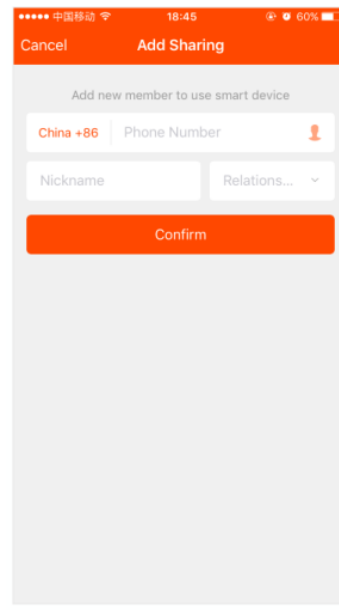 中国移动 18:45 60%
Cancel Add Sharing
Add new member to use smart device
China +86 Phone Number
Nickname Relations...
Confirm